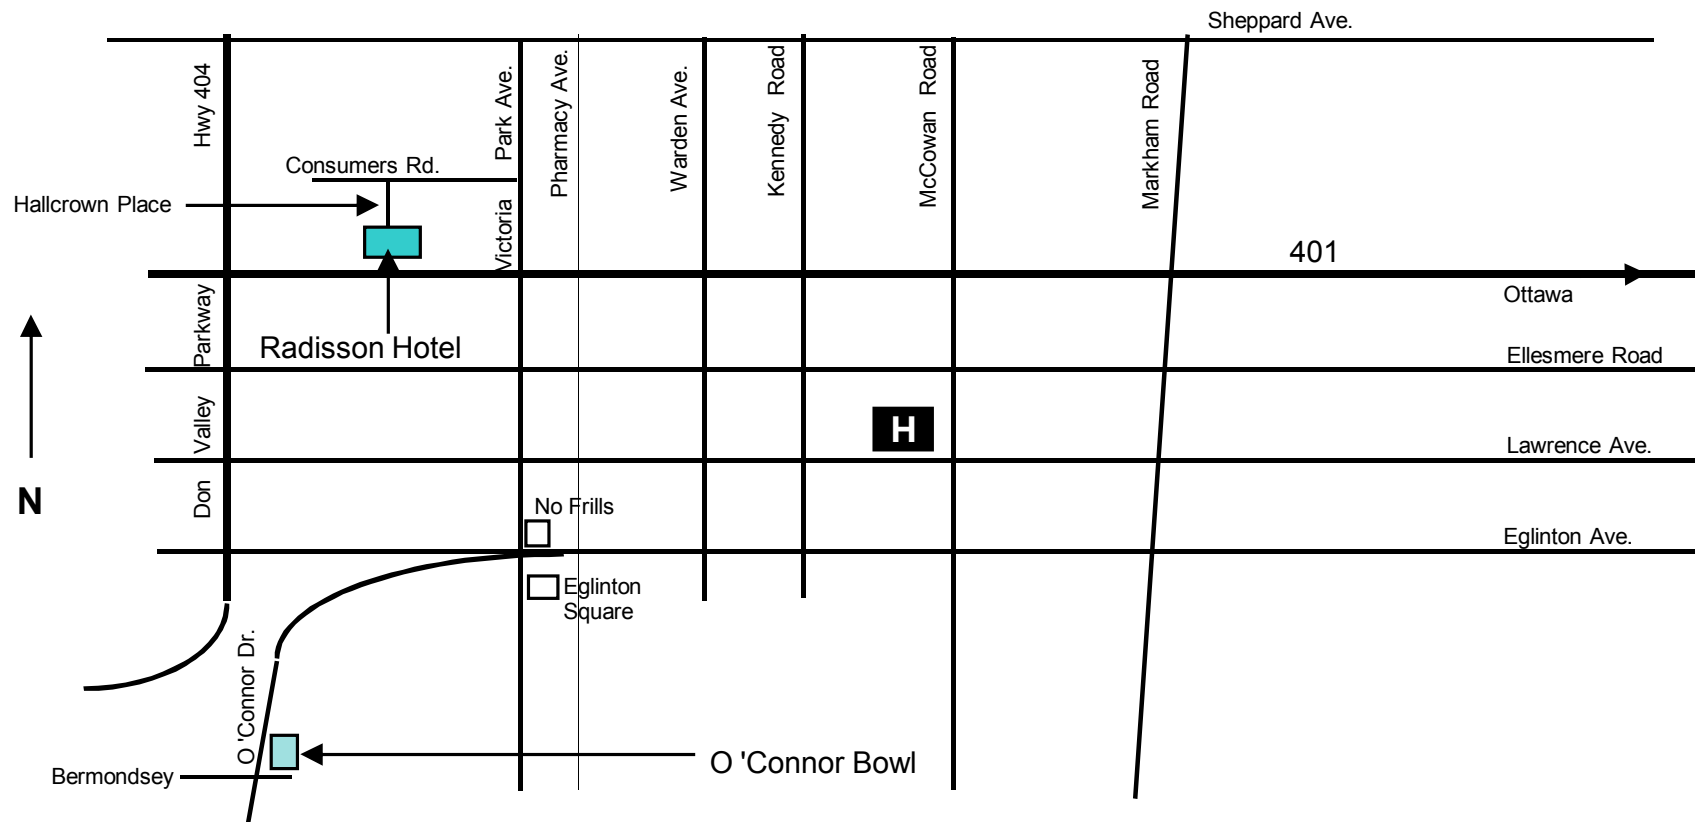 Sheppard Ave.
Hwy 404
Victoria Park Ave.
Pharmacy Ave.
Warden Ave.
Kennedy Road
McCowan Road
Markham Road
Consumers Rd.
Hallcrown Place
401
Ottawa
Don Valley Parkway
Radisson Hotel
Ellesmere Road
H
Lawrence Ave.
N
No Frills
Eglinton Ave.
Eglinton
Square
O 'Connor Dr.
O 'Connor Bowl
Bermondsey